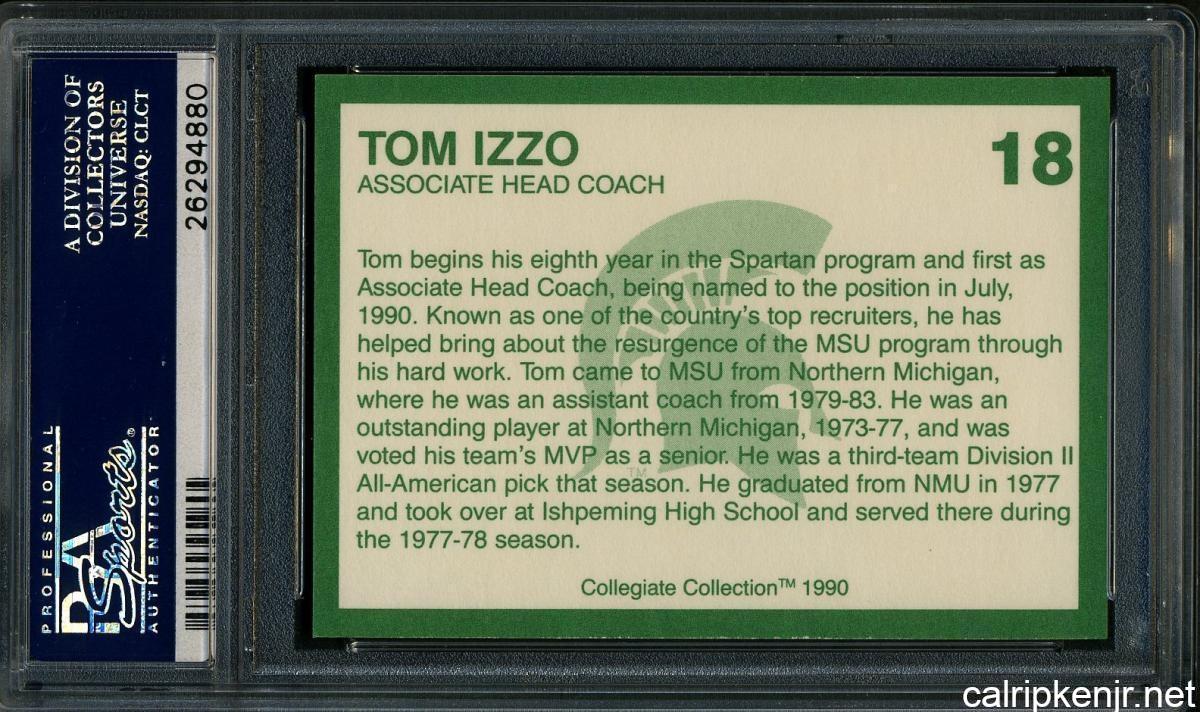 A DIVISION OF
COLLECTORS
UNIVERSE
NASDAQ: CLCT
26294880
PROFESSIONAL
PSA
Sports®
AUTHENTICATOR
TOM IZZO
18
ASSOCIATE HEAD COACH
Tom begins his eighth year in the Spartan program and first as
Associate Head Coach, being named to the position in July,
1990. Known as one of the country's top recruiters, he has
helped bring about the resurgence of the MSU program through
his hard work. Tom came to MSU from Northern Michigan,
where he was an assistant coach from 1979-83. He was an
outstanding player at Northern Michigan, 1973-77, and was
voted his team's MVP as a senior. He was a third-team Division II
All-American pick that season. He graduated from NMU in 1977
and took over at Ishpeming High School and served there during
the 1977-78 season.
TM
Collegiate Collection™ 1990
calripkenjr.net